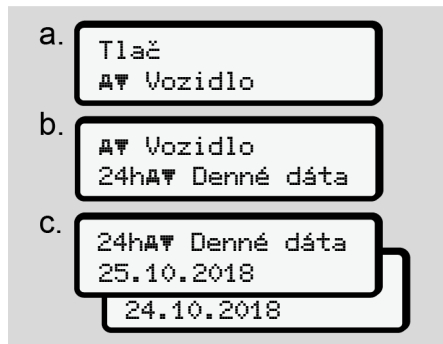 a.
Tlač
Vozidlo
b.
Vozidlo
24h Denné dáta
c.
24h Denné dáta
25.10.2018
24.10.2018